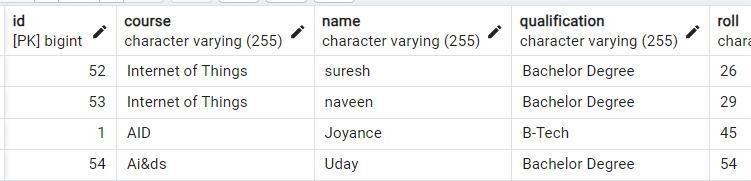 id course name qualification roll
[PK] bigint character varying (255) character varying (255) character varying (255)
52 Internet of Things suresh Bachelor Degree 26
53 Internet of Things naveen Bachelor Degree 29
1 AID Joyance B-Tech 45
54 Ai&ds Uday Bachelor Degree 54